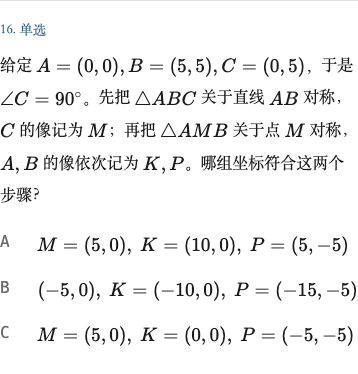 16. 单选
给定 A = (0, 0), B = (5, 5), C = (0, 5)，于是
∠C = 90°。先把 △ABC 关于直线 AB 对称，
C 的像记为 M；再把 △AMB 关于点 M 对称，
A, B 的像依次记为 K, P。哪组坐标符合这两个
步骤?
A M = (5, 0), K = (10, 0), P = (5, −5)
B (−5, 0), K = (−10, 0), P = (−15, −5)
C M = (5, 0), K = (0, 0), P = (−5, −5)